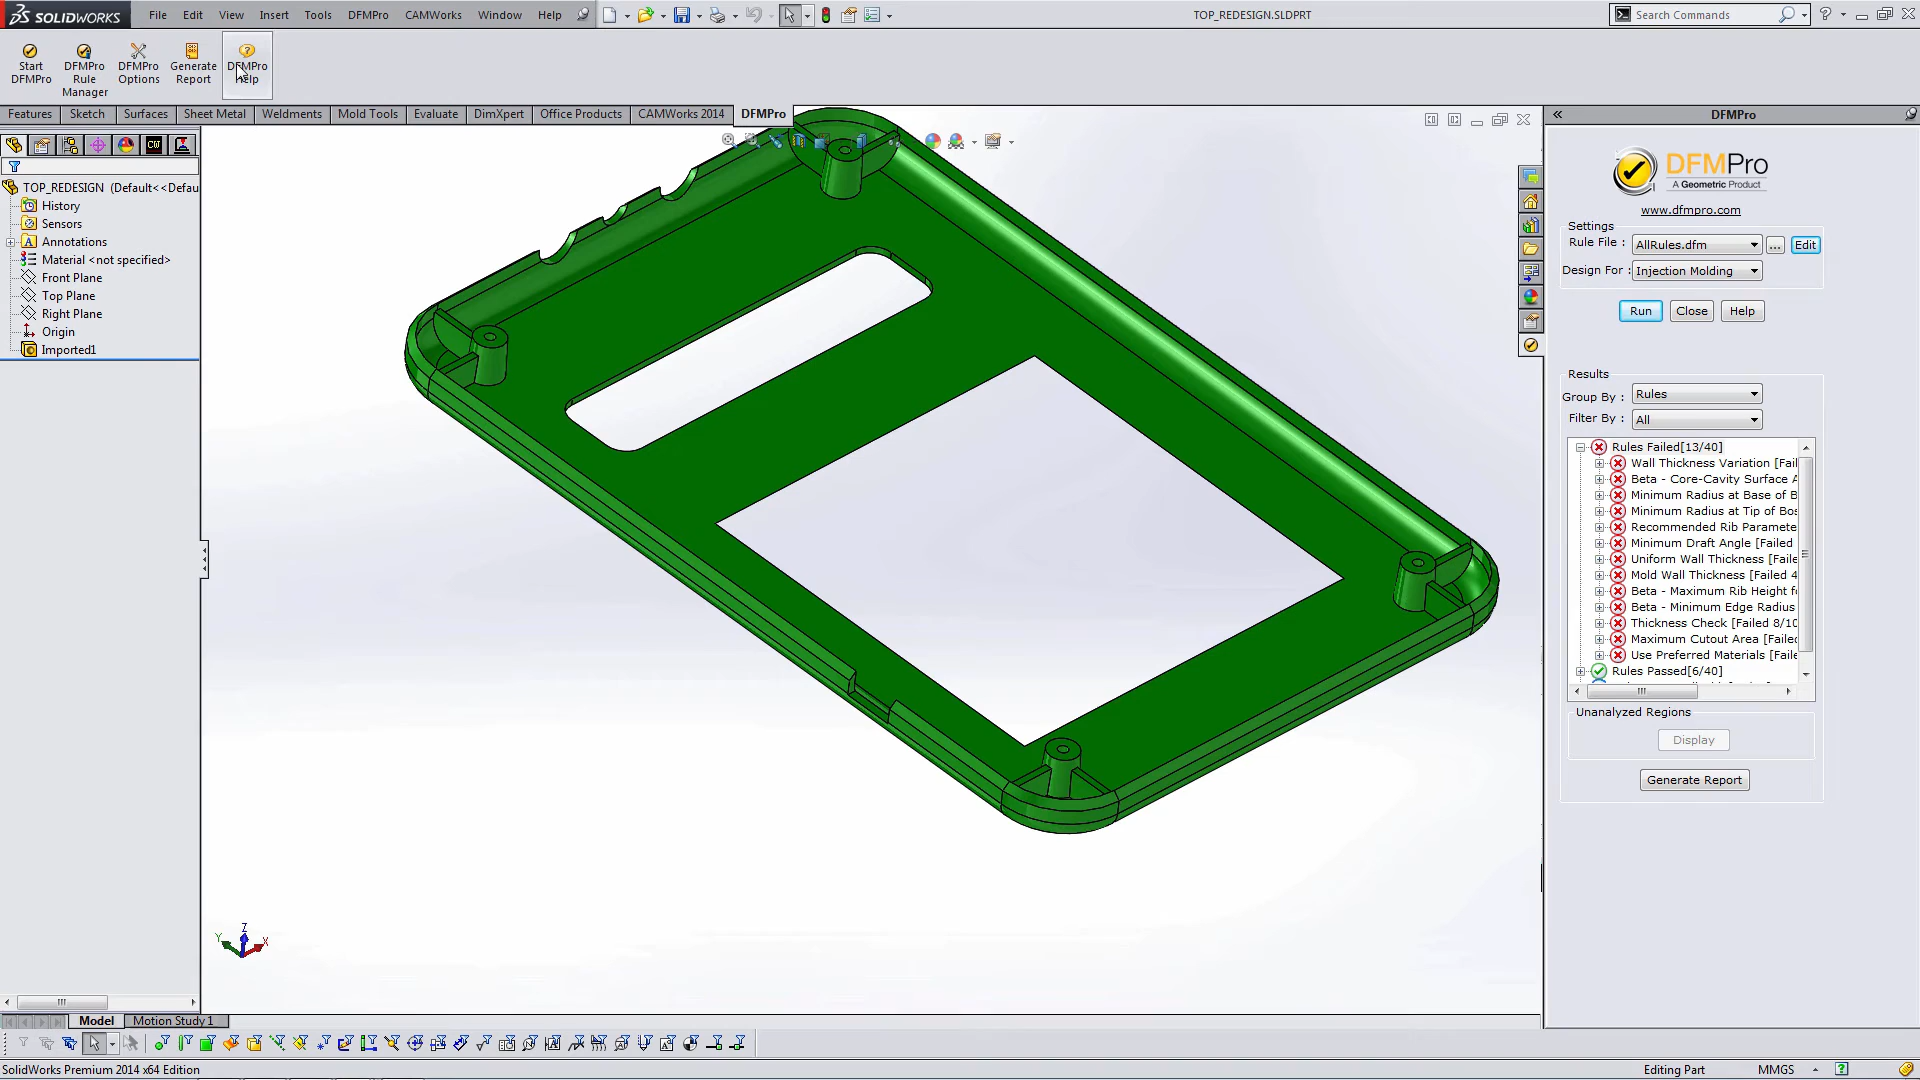 SOLIDWORKS File Edit View Insert Tools DFMPro CAMWorks Window Help TOP_REDESIGN.SLDPRT Search Commands
Start DFMPro
DFMPro Rule Manager
DFMPro Options
Generate Report
DFMPro Help
Features Sketch Surfaces Sheet Metal Weldments Mold Tools Evaluate DimXpert Office Products CAMWorks 2014 DFMPro
CW
TOP_REDESIGN (Default<<Defau
History
Sensors
Annotations
Material <not specified>
Front Plane
Top Plane
Right Plane
Origin
Imported1
Z
Y
X
DFMPro
DFMPro
A Geometric Product
www.dfmpro.com
Settings
Rule File : AllRules.dfm ... Edit
Design For : Injection Molding
Run Close Help
Results
Group By : Rules
Filter By : All
Rules Failed[13/40]
Wall Thickness Variation [Fail
Beta - Core-Cavity Surface A
Minimum Radius at Base of B
Minimum Radius at Tip of Bos
Recommended Rib Paramete
Minimum Draft Angle [Failed
Uniform Wall Thickness [Faile
Mold Wall Thickness [Failed 4
Beta - Maximum Rib Height fo
Beta - Minimum Edge Radius
Thickness Check [Failed 8/10
Maximum Cutout Area [Failed
Use Preferred Materials [Faile
Rules Passed[6/40]
Unanalyzed Regions
Display
Generate Report
Model Motion Study 1
SolidWorks Premium 2014 x64 Edition Editing Part MMGS